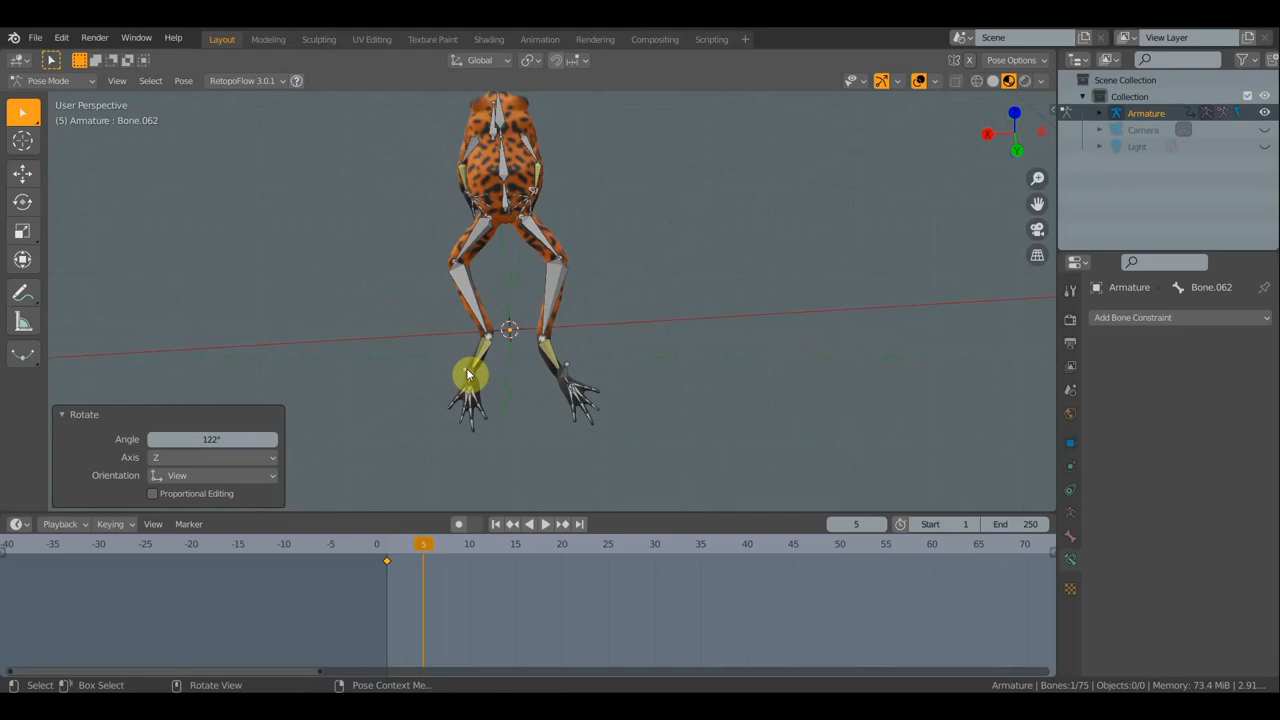 File Edit Render Window Help
Layout Modeling Sculpting UV Editing Texture Paint Shading Animation Rendering Compositing Scripting +
Scene
View Layer
Global
Pose Options
Pose Mode View Select Pose RetopoFlow 3.0.1
User Perspective
(5) Armature : Bone.062
Scene Collection
Collection
Armature
Camera
Light
X
Z
Y
Armature Bone.062
Add Bone Constraint
Rotate
Angle 122°
Axis Z
Orientation View
Proportional Editing
Playback Keying View Marker
5 Start 1 End 250
-40 -35 -30 -25 -20 -15 -10 -5 0 5 10 15 20 25 30 35 40 45 50 55 60 65 70
Select Box Select Rotate View Pose Context Me...
Armature | Bones:1/75 | Objects:0/0 | Memory: 73.4 MiB | 2.91...